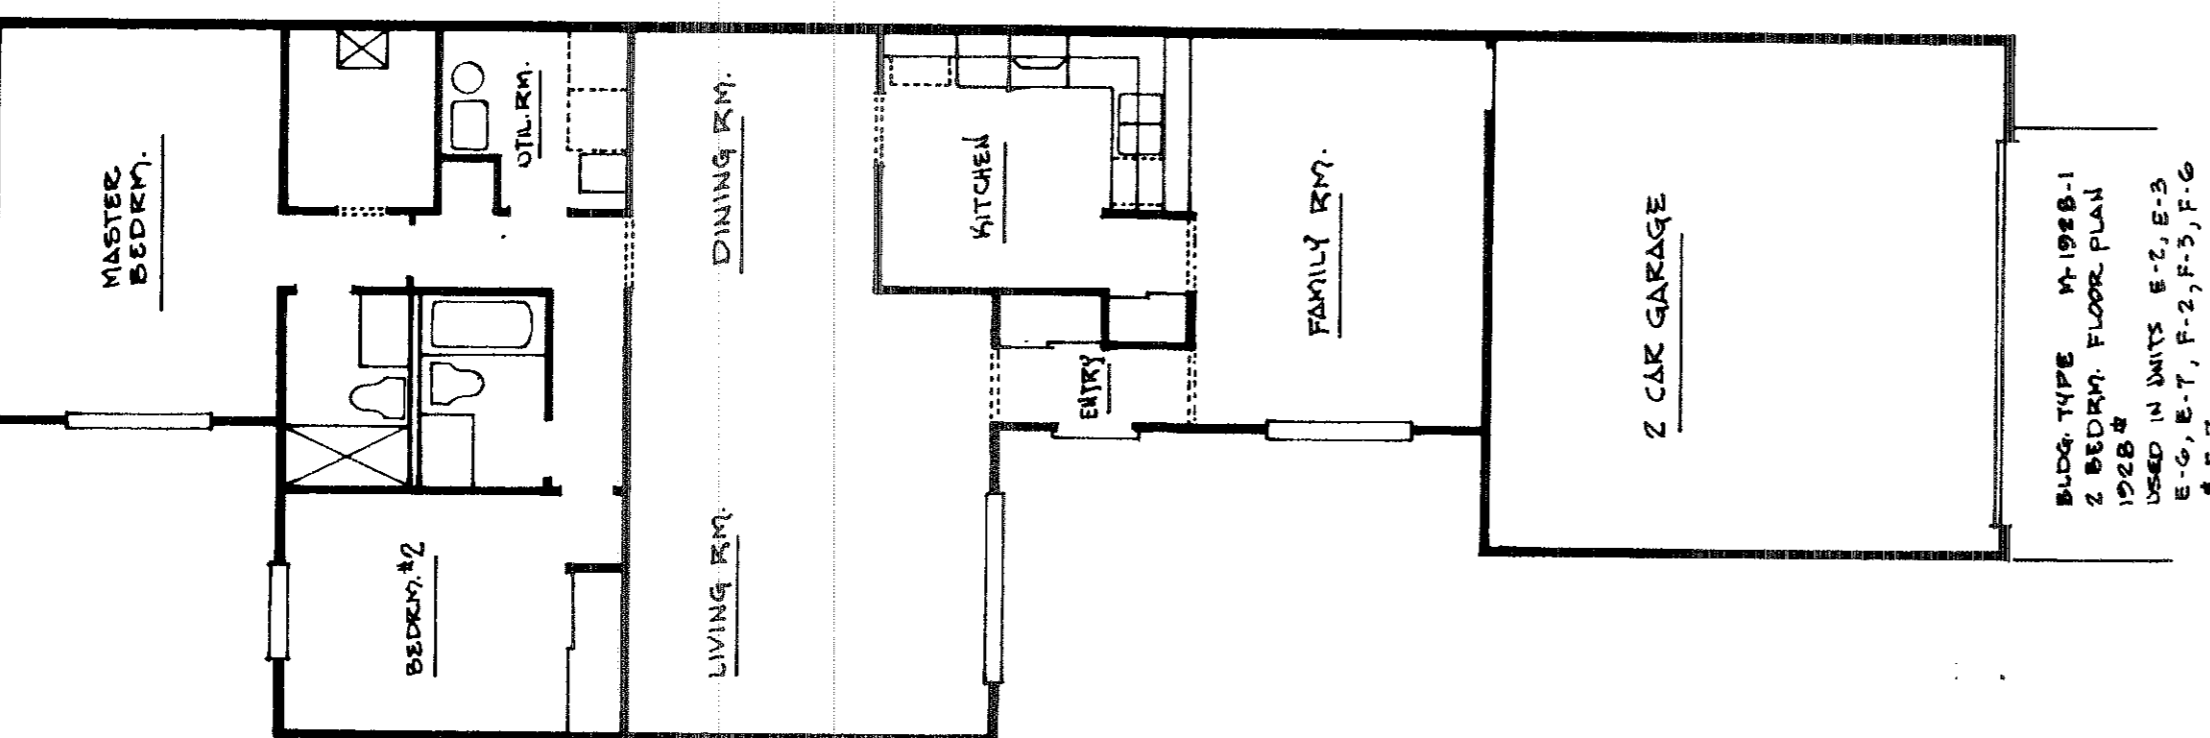 MASTER
BEDRM.
UTIL. RM.
DINING RM.
KITCHEN
FAMILY RM.
2 CAR GARAGE
ENTRY
BEDRM. #2
LIVING RM.
BLDG. TYPE M-1928-1
2 BEDRM. FLOOR PLAN
1928 #
USED IN UNITS E-2, E-3
E-6, E-7, F-2, F-3, F-6